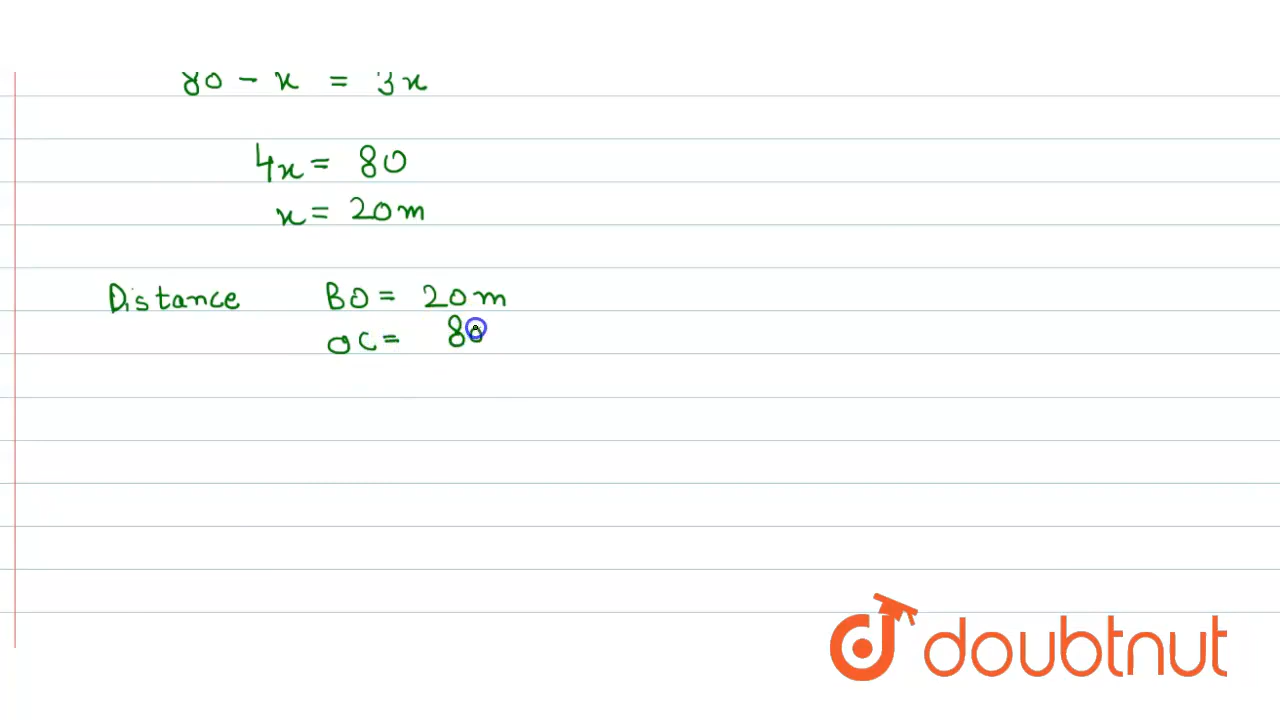 80 - x = 3x
4x = 80
x = 20m
Distance BO = 20m
OC = 80
doubtnut